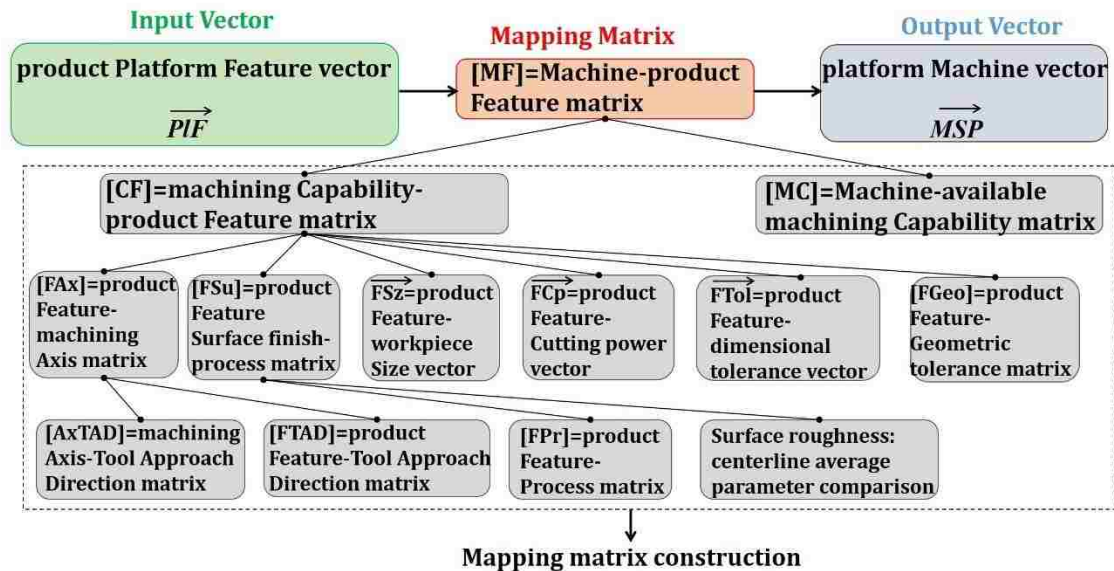 Input Vector
Mapping Matrix
Output Vector
product Platform Feature vector
PlF
[MF]=Machine-product
Feature matrix
platform Machine vector
MSP
[CF]=machining Capability-
product Feature matrix
[MC]=Machine-available
machining Capability matrix
[FAx]=product
Feature-
machining
Axis matrix
[FSu]=product
Feature
Surface finish-
process matrix
FSz=product
Feature-
workpiece
Size vector
FCp=product
Feature-
Cutting power
vector
FTol=product
Feature-
dimensional
tolerance vector
[FGeo]=product
Feature-
Geometric
tolerance matrix
[AxTAD]=machining
Axis-Tool Approach
Direction matrix
[FTAD]=product
Feature-Tool Approach
Direction matrix
[FPr]=product
Feature-
Process matrix
Surface roughness:
centerline average
parameter comparison
Mapping matrix construction